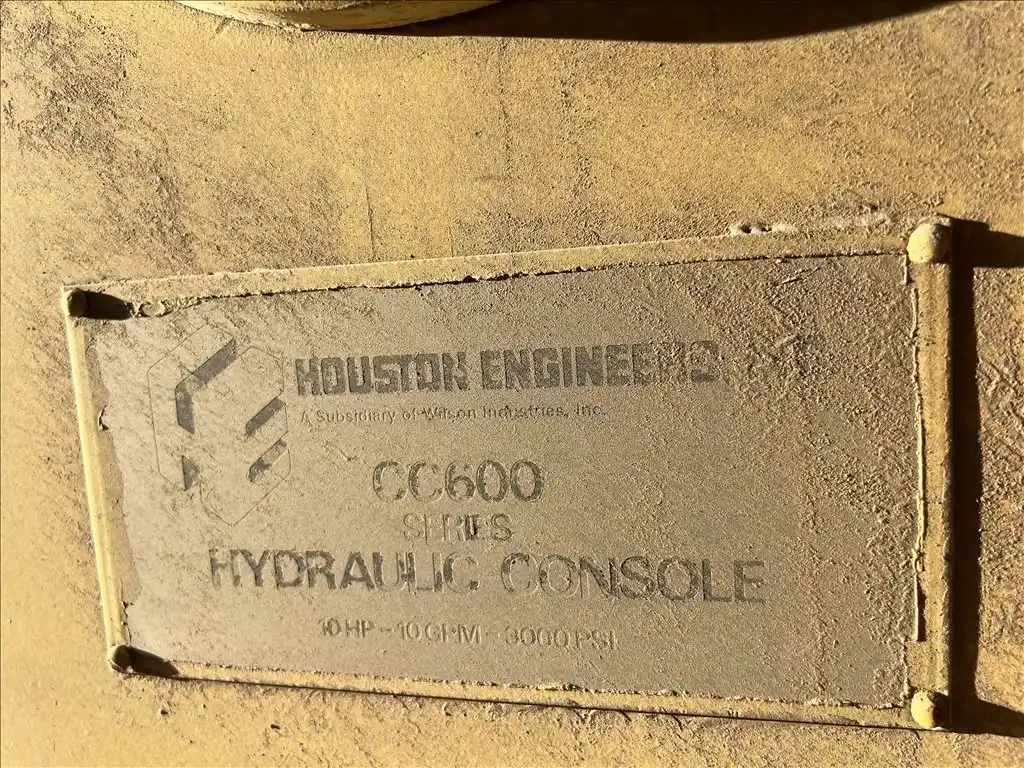 HOUSTON ENGINEERS
A Subsidiary of Wilson Industries, Inc.
CC600
SERIES
HYDRAULIC CONSOLE
10 HP - 10 GPM - 3000 PSI